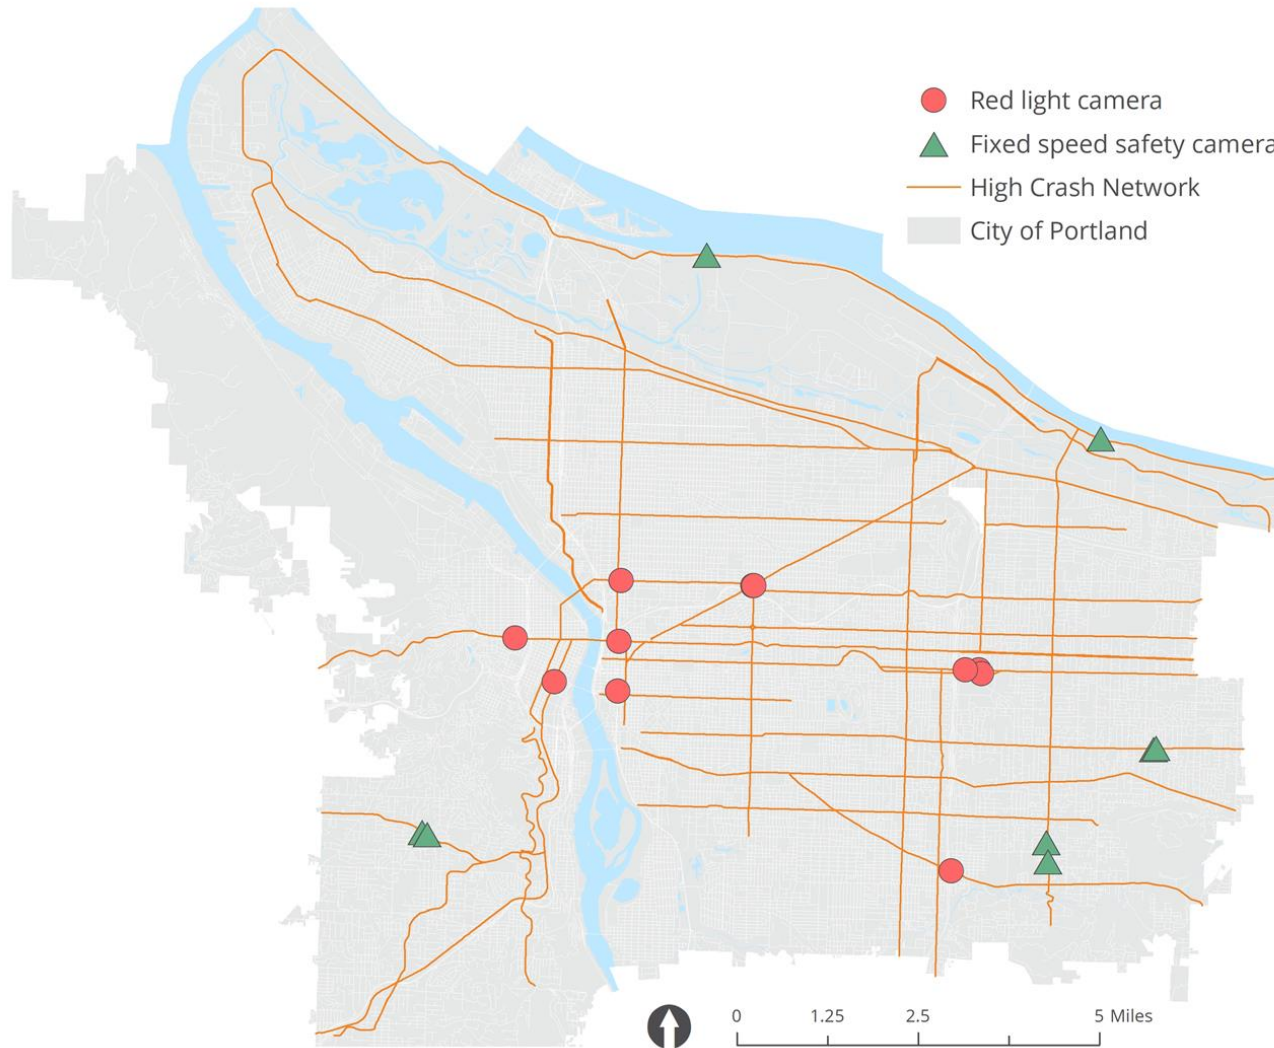 Red light camera
Fixed speed safety camera
High Crash Network
City of Portland
0 1.25 2.5 5 Miles